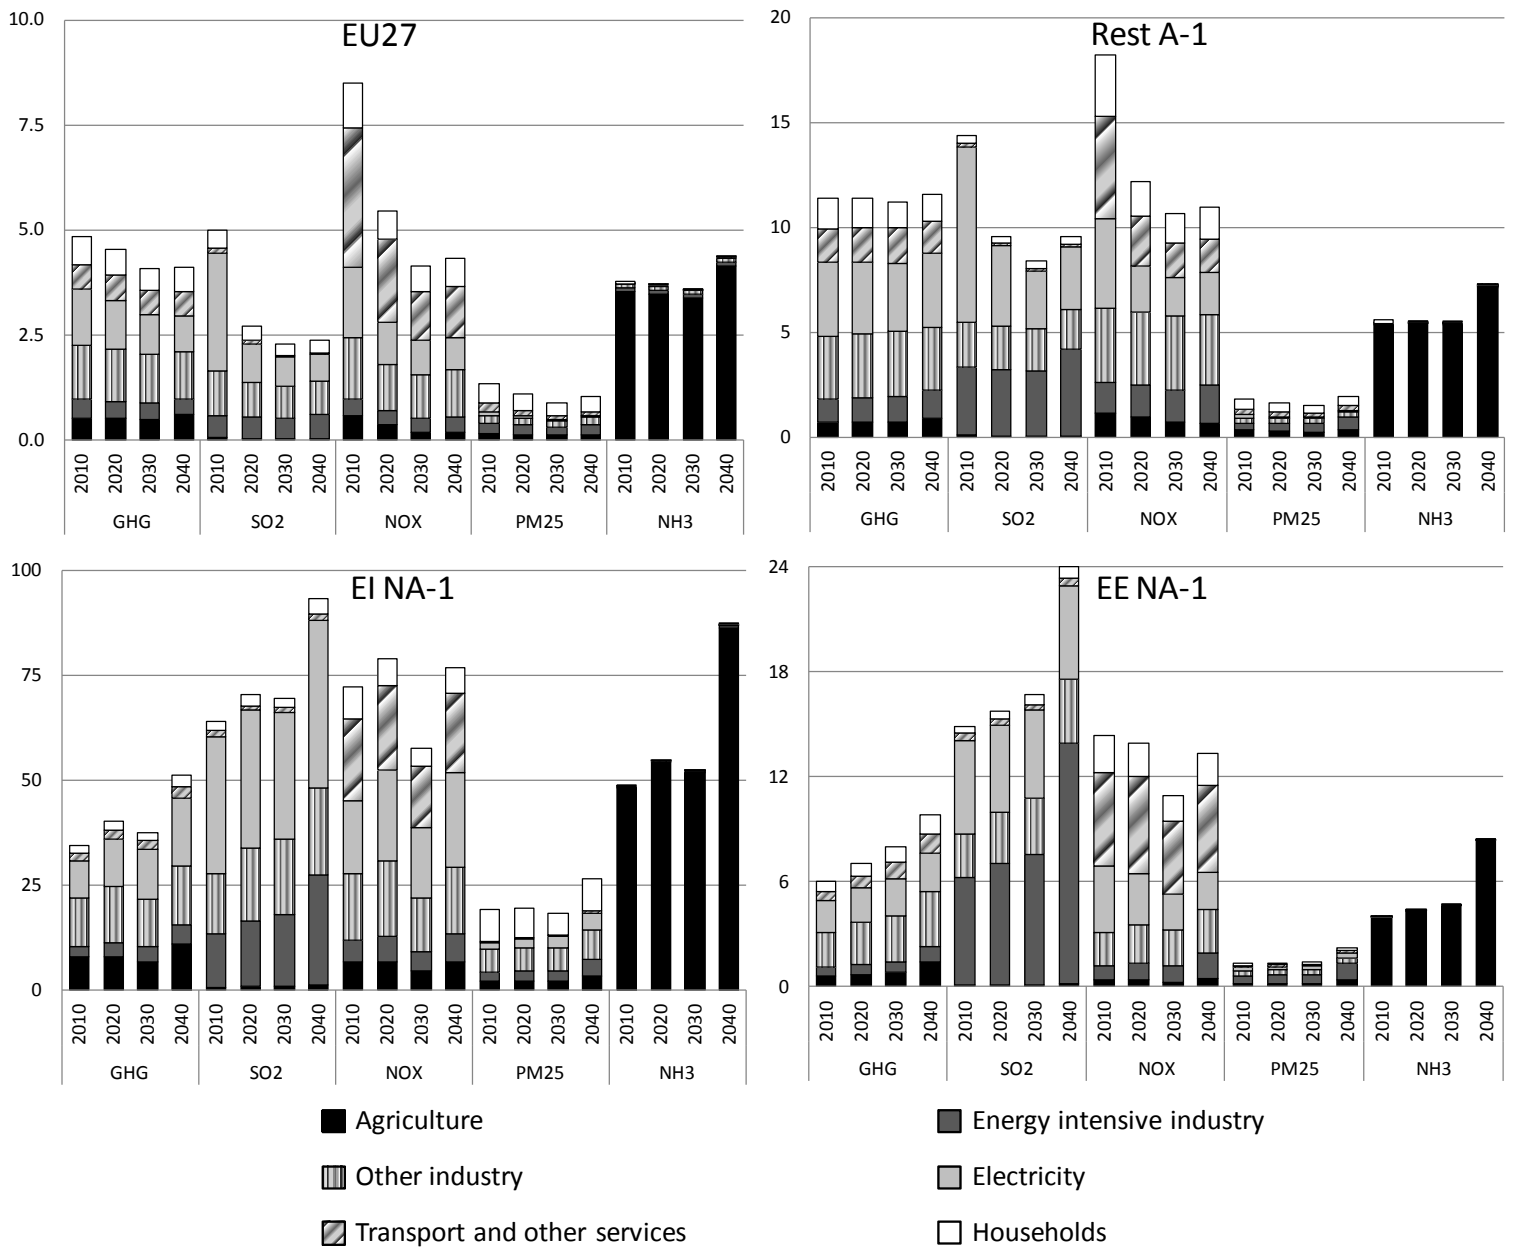 EU27
10.0
7.5
5.0
2.5
0.0
2010 2020 2030 2040 2010 2020 2030 2040 2010 2020 2030 2040 2010 2020 2030 2040 2010 2020 2030 2040
GHG SO2 NOX PM25 NH3
Rest A-1
20
15
10
5
0
2010 2020 2030 2040 2010 2020 2030 2040 2010 2020 2030 2040 2010 2020 2030 2040 2010 2020 2030 2040
GHG SO2 NOX PM25 NH3
EI NA-1
100
75
50
25
0
2010 2020 2030 2040 2010 2020 2030 2040 2010 2020 2030 2040 2010 2020 2030 2040 2010 2020 2030 2040
GHG SO2 NOX PM25 NH3
EE NA-1
24
18
12
6
0
2010 2020 2030 2040 2010 2020 2030 2040 2010 2020 2030 2040 2010 2020 2030 2040 2010 2020 2030 2040
GHG SO2 NOX PM25 NH3
Agriculture
Energy intensive industry
Other industry
Electricity
Transport and other services
Households